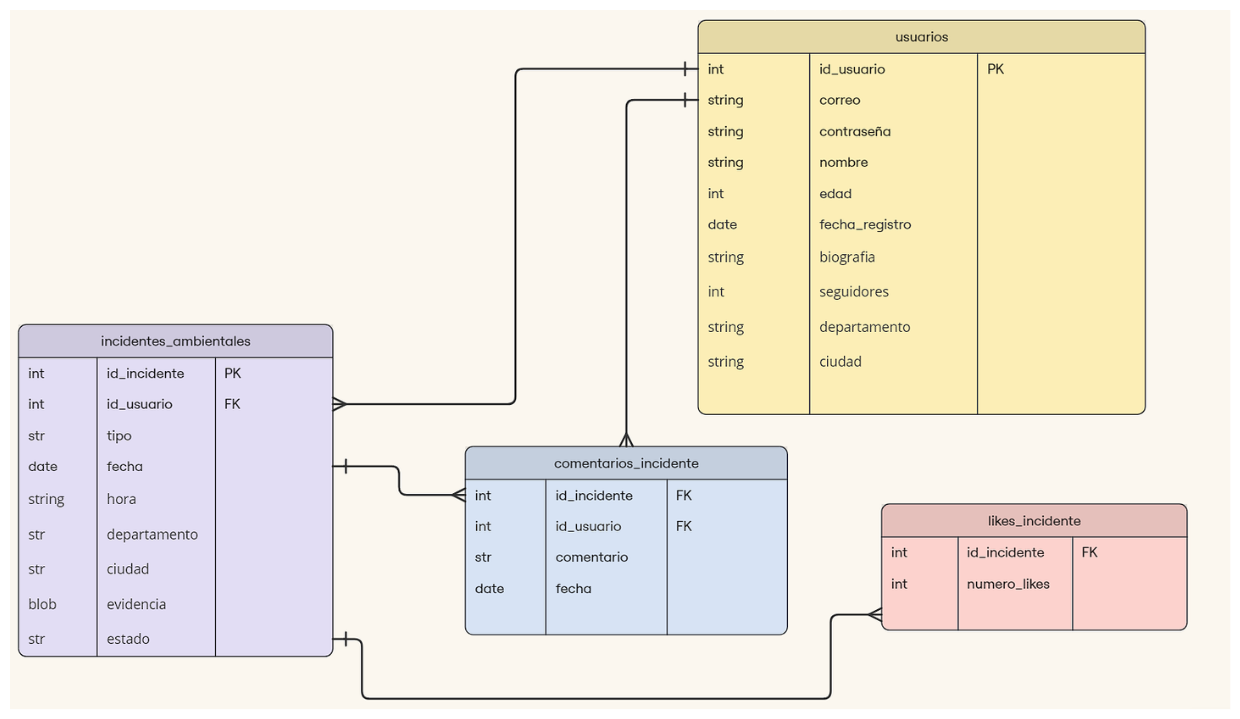 usuarios
int id_usuario PK
string correo
string contraseña
string nombre
int edad
date fecha_registro
string biografia
int seguidores
string departamento
string ciudad
incidentes_ambientales
int id_incidente PK
int id_usuario FK
str tipo
date fecha
string hora
str departamento
str ciudad
blob evidencia
str estado
comentarios_incidente
int id_incidente FK
int id_usuario FK
str comentario
date fecha
likes_incidente
int id_incidente FK
int numero_likes